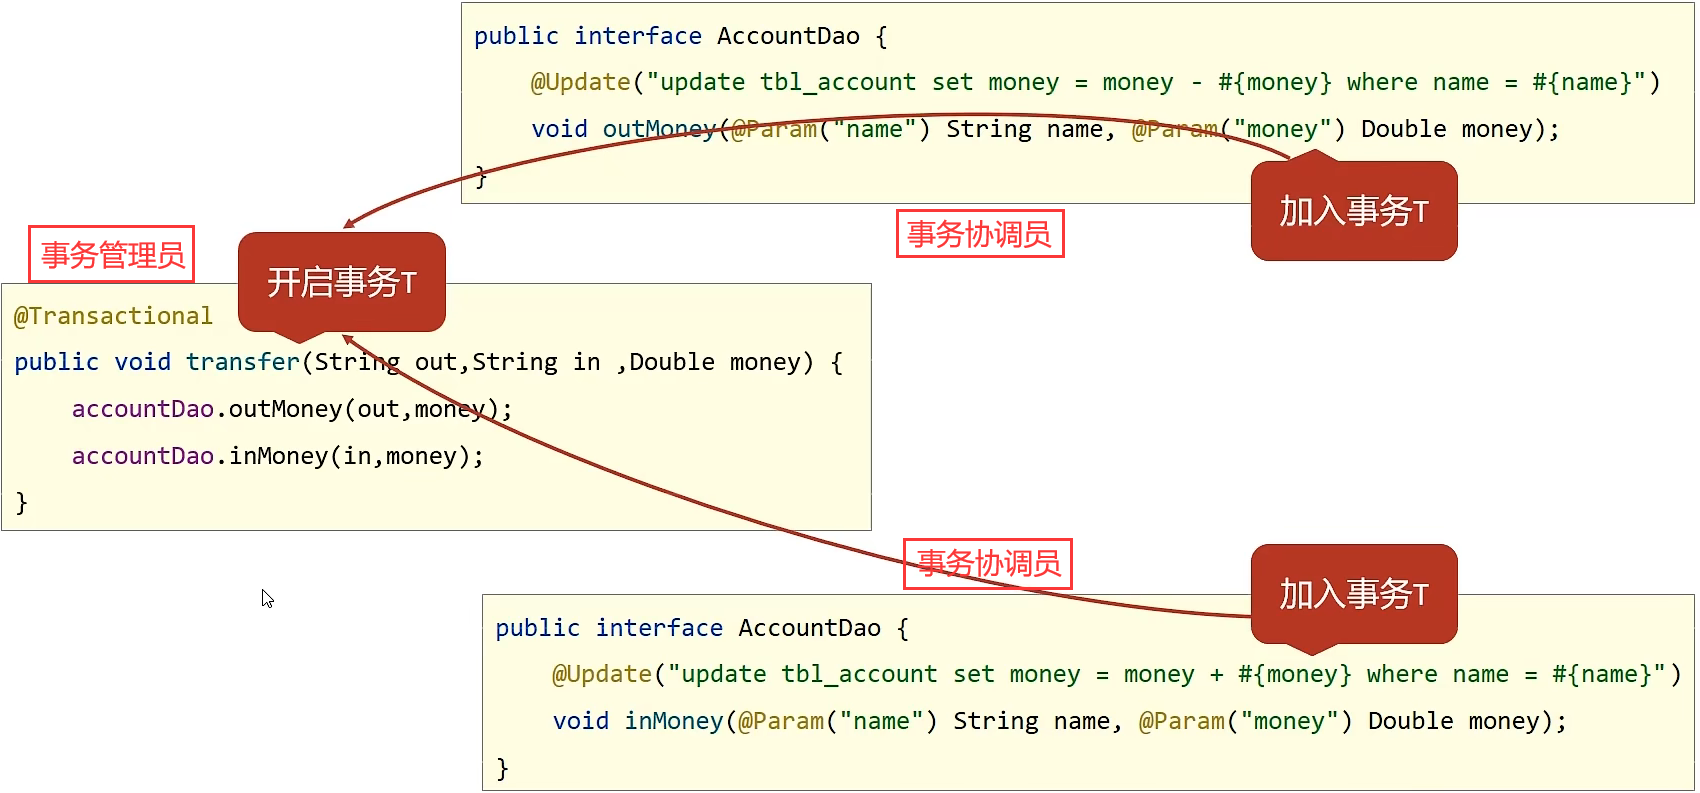 public interface AccountDao {
@Update("update tbl_account set money = money - #{money} where name = #{name}")
void outMoney(@Param("name") String name, @Param("money") Double money);
}
加入事务T
事务协调员
事务管理员
开启事务T
@Transactional
public void transfer(String out,String in ,Double money) {
accountDao.outMoney(out,money);
accountDao.inMoney(in,money);
}
事务协调员
加入事务T
public interface AccountDao {
@Update("update tbl_account set money = money + #{money} where name = #{name}")
void inMoney(@Param("name") String name, @Param("money") Double money);
}